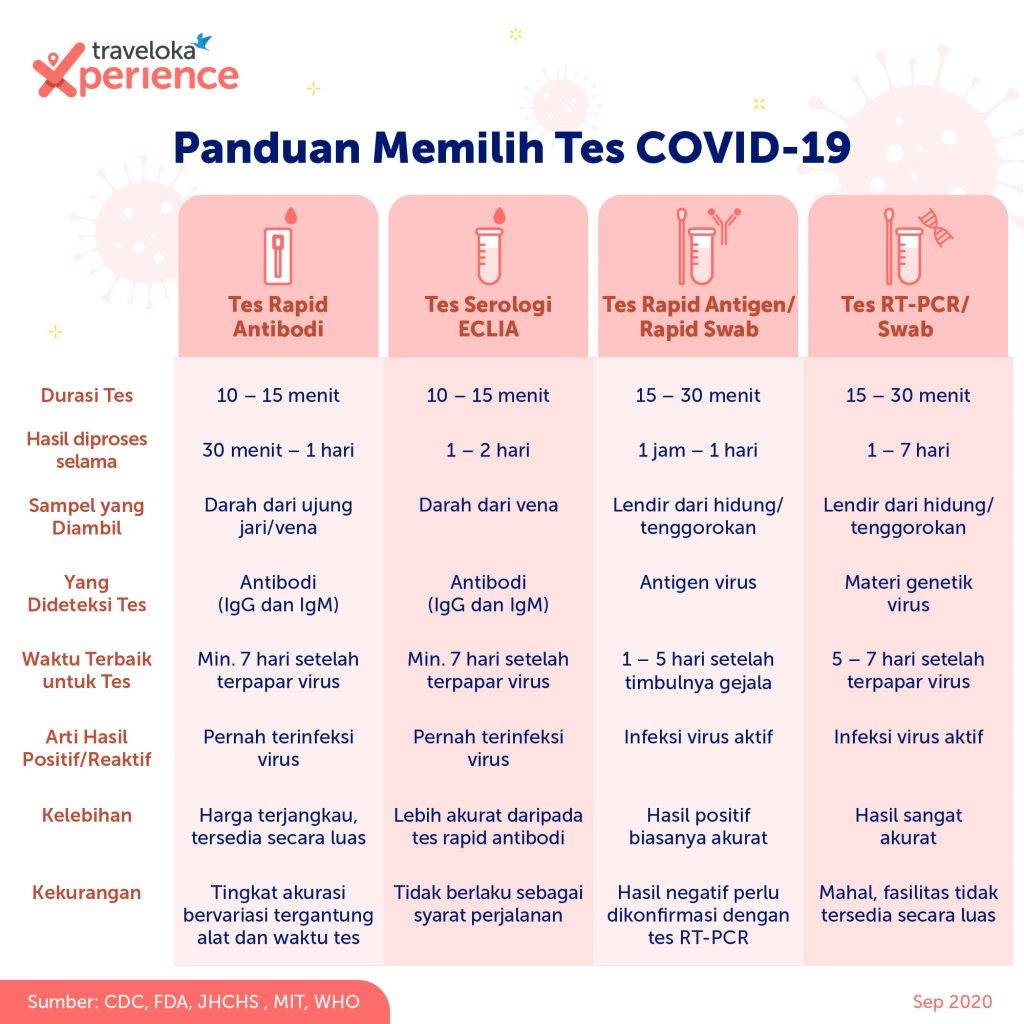 traveloka
Xperience
Panduan Memilih Tes COVID-19
Tes Rapid
Antibodi
Tes Serologi
ECLIA
Tes Rapid Antigen/
Rapid Swab
Tes RT-PCR/
Swab
Durasi Tes
10 – 15 menit
10 – 15 menit
15 – 30 menit
15 – 30 menit
Hasil diproses
selama
30 menit – 1 hari
1 – 2 hari
1 jam – 1 hari
1 – 7 hari
Sampel yang
Diambil
Darah dari ujung
jari/vena
Darah dari vena
Lendir dari hidung/
tenggorokan
Lendir dari hidung/
tenggorokan
Yang
Dideteksi Tes
Antibodi
(IgG dan IgM)
Antibodi
(IgG dan IgM)
Antigen virus
Materi genetik
virus
Waktu Terbaik
untuk Tes
Min. 7 hari setelah
terpapar virus
Min. 7 hari setelah
terpapar virus
1 – 5 hari setelah
timbulnya gejala
5 – 7 hari setelah
terpapar virus
Arti Hasil
Positif/Reaktif
Pernah terinfeksi
virus
Pernah terinfeksi
virus
Infeksi virus aktif
Infeksi virus aktif
Kelebihan
Harga terjangkau,
tersedia secara luas
Lebih akurat daripada
tes rapid antibodi
Hasil positif
biasanya akurat
Hasil sangat
akurat
Kekurangan
Tingkat akurasi
bervariasi tergantung
alat dan waktu tes
Tidak berlaku sebagai
syarat perjalanan
Hasil negatif perlu
dikonfirmasi dengan
tes RT-PCR
Mahal, fasilitas tidak
tersedia secara luas
Sumber: CDC, FDA, JHCHS , MIT, WHO
Sep 2020